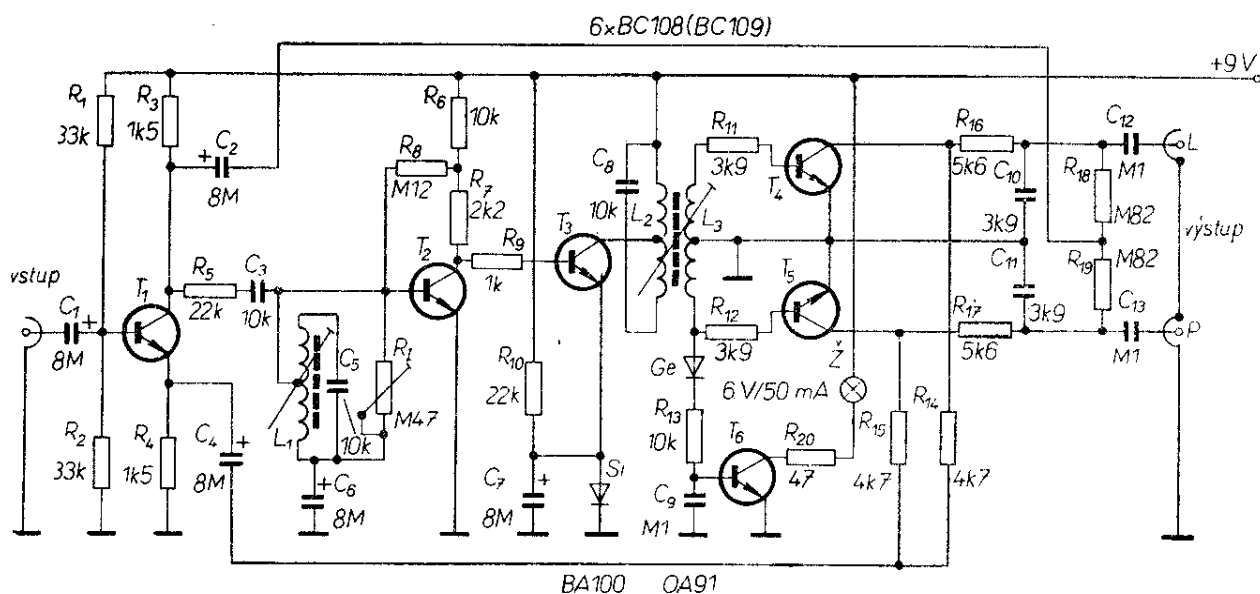 6xBC108(BC109)
+9V
R1
33k
R3
1k5
C2
+
8M
R8
M12
R6
10k
R7
2k2
C8
10k
L2
L3
R11
3k9
T4
R16
5k6
C10
3k9
C12
M1
L
R18
M82
vstup
C1
+
8M
T1
R5
22k
C3
10k
T2
R9
1k
T3
T5
C11
3k9
R19
M82
výstup
R17
5k6
C13
M1
P
R12
3k9
L1
C5
10k
R1
M47
R10
22k
Ge
R13
10k
Ž
6V/50 mA
R15
4k7
R14
4k7
R2
33k
R4
1k5
C4
+
8M
C6
+
8M
C7
+
8M
Si
C9
M1
T6
R20
47
BA100
OA91